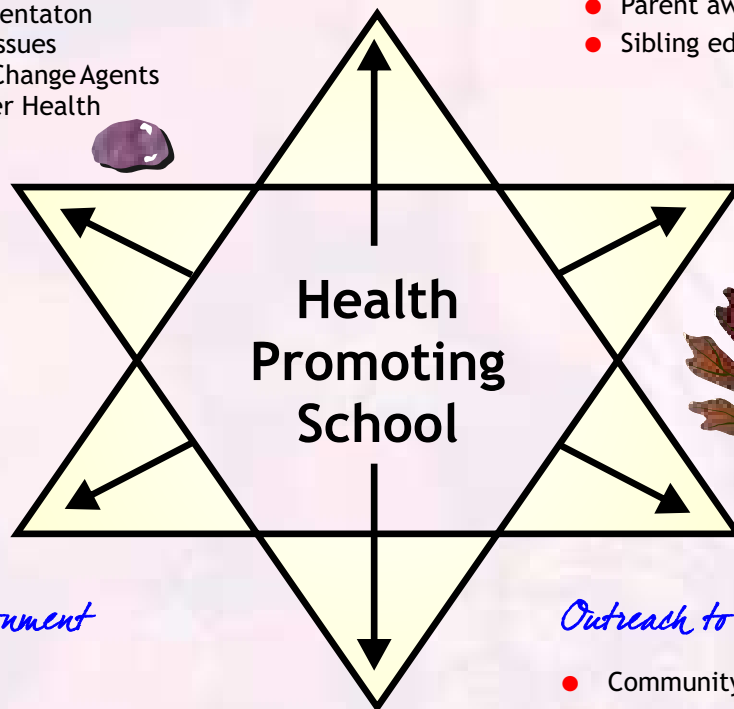 entaton
ssues
Change Agents
er Health
Parent aw
Sibling ed
Health
Promoting
School
nment
Outreach to
Community